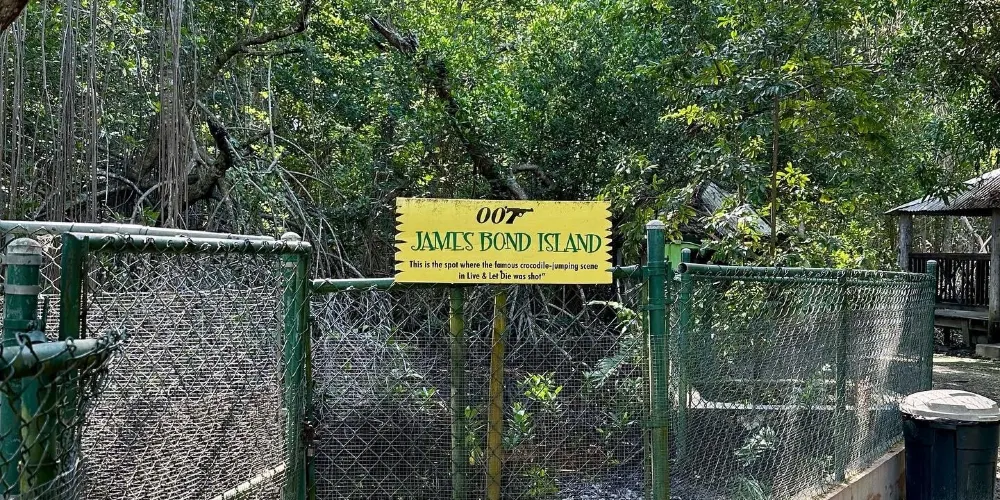 007
JAMES BOND ISLAND
This is the spot where the famous crocodile-jumping scene
in Live & Let Die was shot"